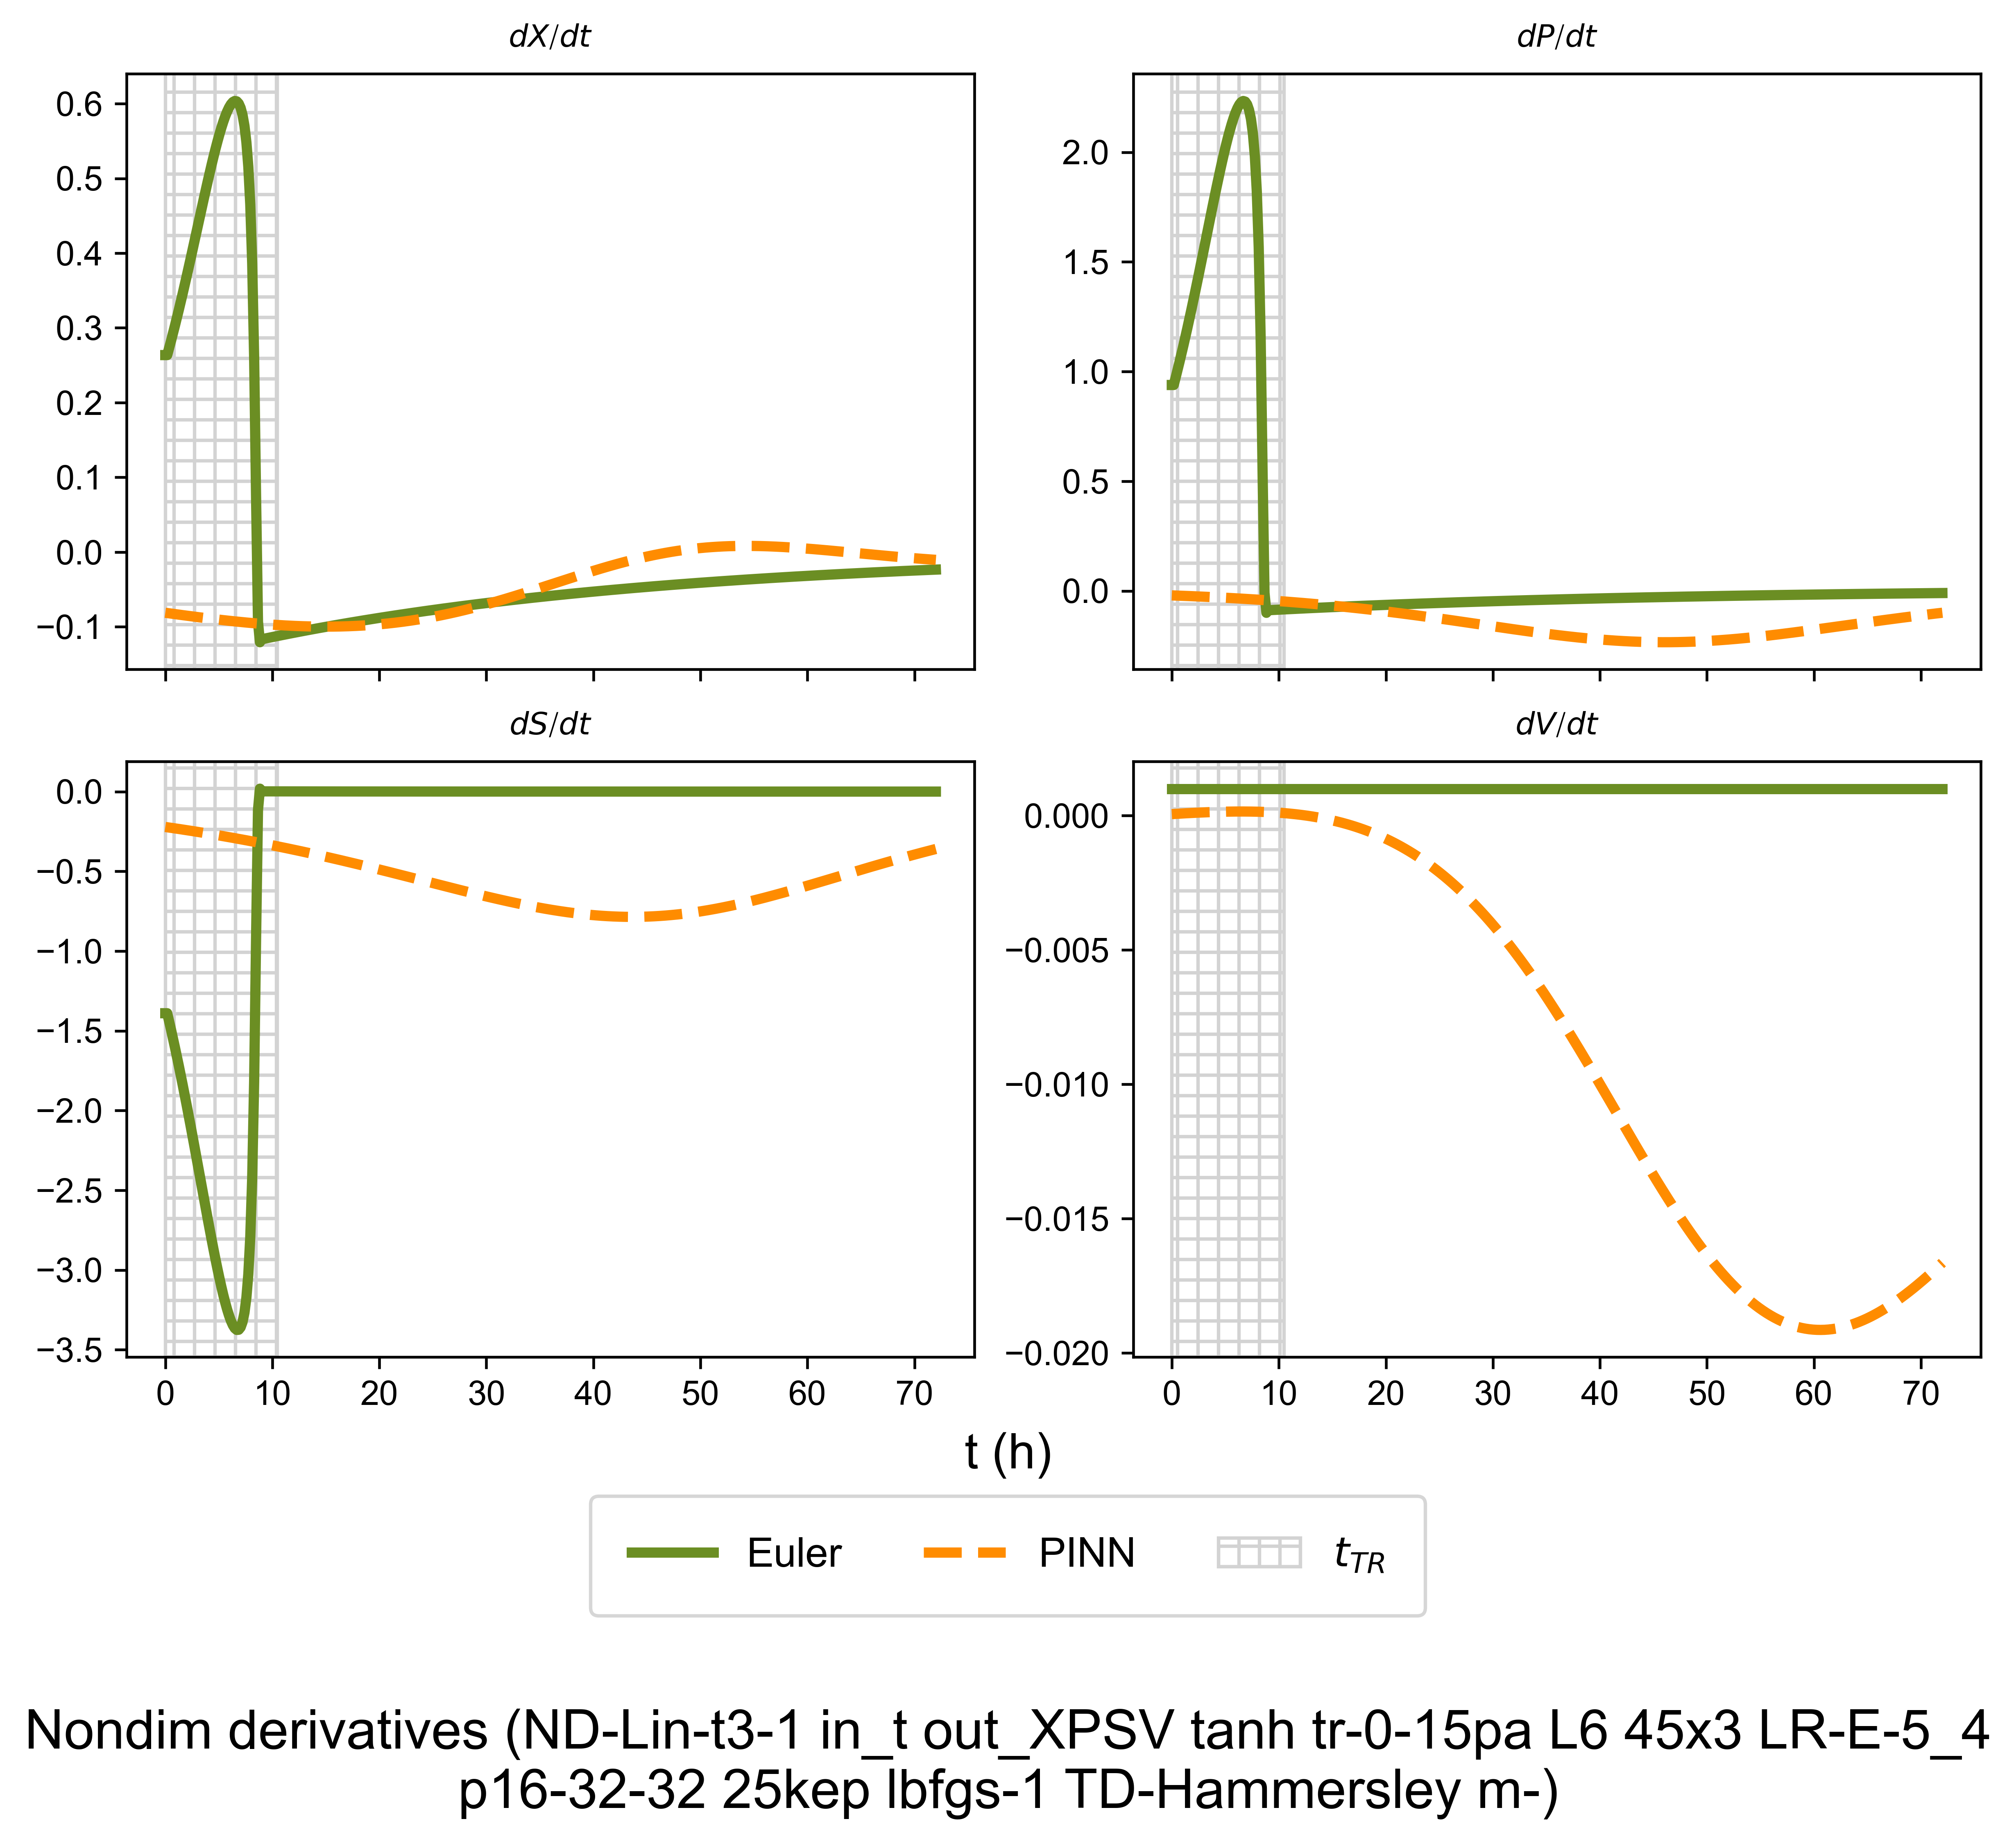 dX/dt
dP/dt
0.6
0.5
0.4
0.3
0.2
0.1
0.0
−0.1
2.0
1.5
1.0
0.5
0.0
dS/dt
dV/dt
0.0
−0.5
−1.0
−1.5
−2.0
−2.5
−3.0
−3.5
0.000
−0.005
−0.010
−0.015
−0.020
0 10 20 30 40 50 60 70
0 10 20 30 40 50 60 70
t (h)
Euler PINN t_TR
Nondim derivatives (ND-Lin-t3-1 in_t out_XPSV tanh tr-0-15pa L6 45x3 LR-E-5_4
p16-32-32 25kep lbfgs-1 TD-Hammersley m-)